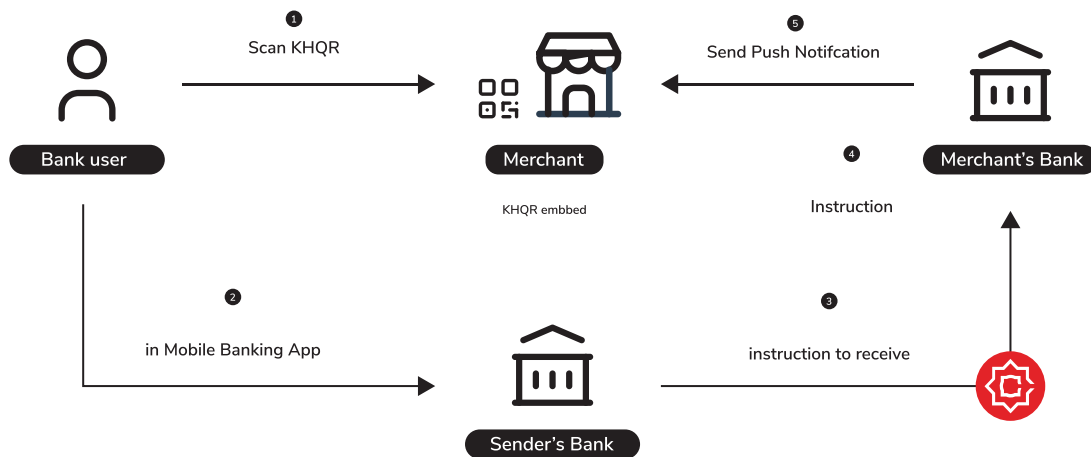 1
Scan KHQR
5
Send Push Notifcation
Bank user
Merchant
Merchant's Bank
4
KHQR embbed
Instruction
2
in Mobile Banking App
3
instruction to receive
Sender's Bank